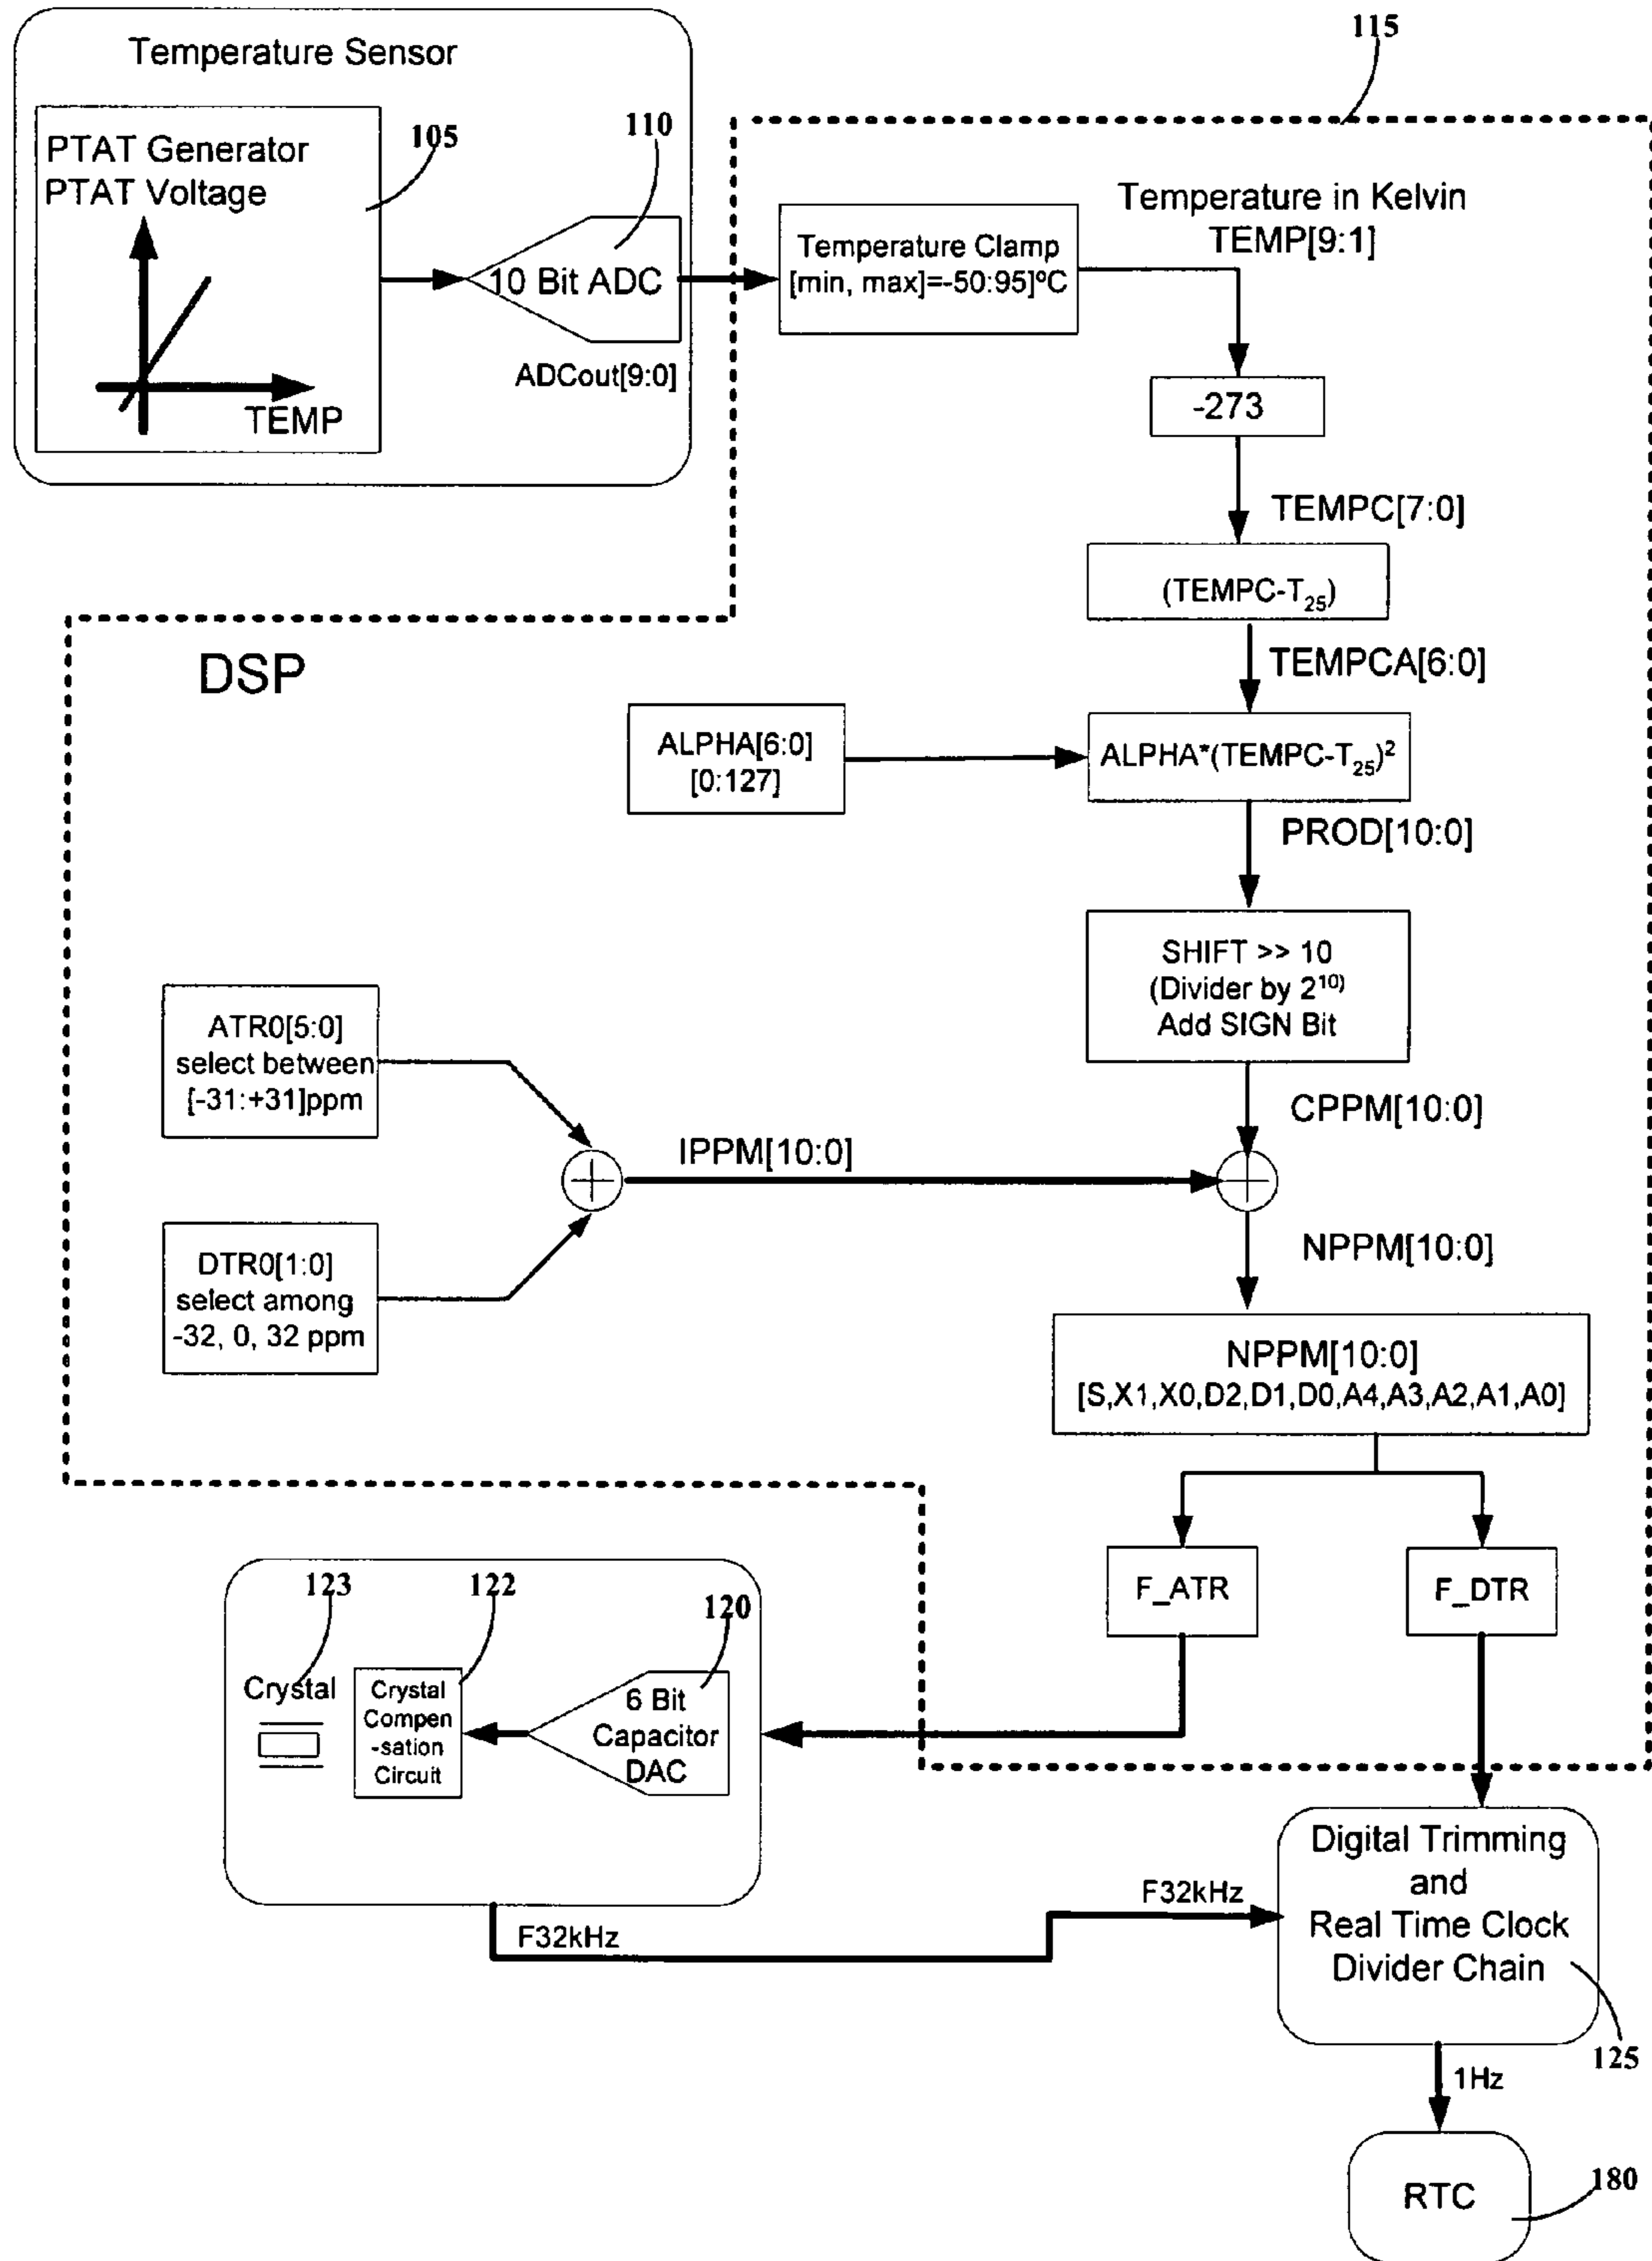 115
Temperature Sensor
PTAT Generator
PTAT Voltage
TEMP
105
110
10 Bit ADC
ADCout[9:0]
Temperature Clamp
[min, max]=-50:95]ºC
Temperature in Kelvin
TEMP[9:1]
-273
TEMPC[7:0]
(TEMPC-T25)
TEMPCA[6:0]
DSP
ALPHA[6:0]
[0:127]
ALPHA*(TEMPC-T25)2
PROD[10:0]
SHIFT >> 10
(Divider by 210)
Add SIGN Bit
ATR0[5:0]
select between
[-31:+31]ppm
CPPM[10:0]
IPPM[10:0]
DTR0[1:0]
select among
-32, 0, 32 ppm
NPPM[10:0]
NPPM[10:0]
[S,X1,X0,D2,D1,D0,A4,A3,A2,A1,A0]
F_ATR
F_DTR
123
122
120
Crystal
Crystal
Compen
-sation
Circuit
6 Bit
Capacitor
DAC
F32kHz
F32kHz
Digital Trimming
and
Real Time Clock
Divider Chain
125
1Hz
RTC
180